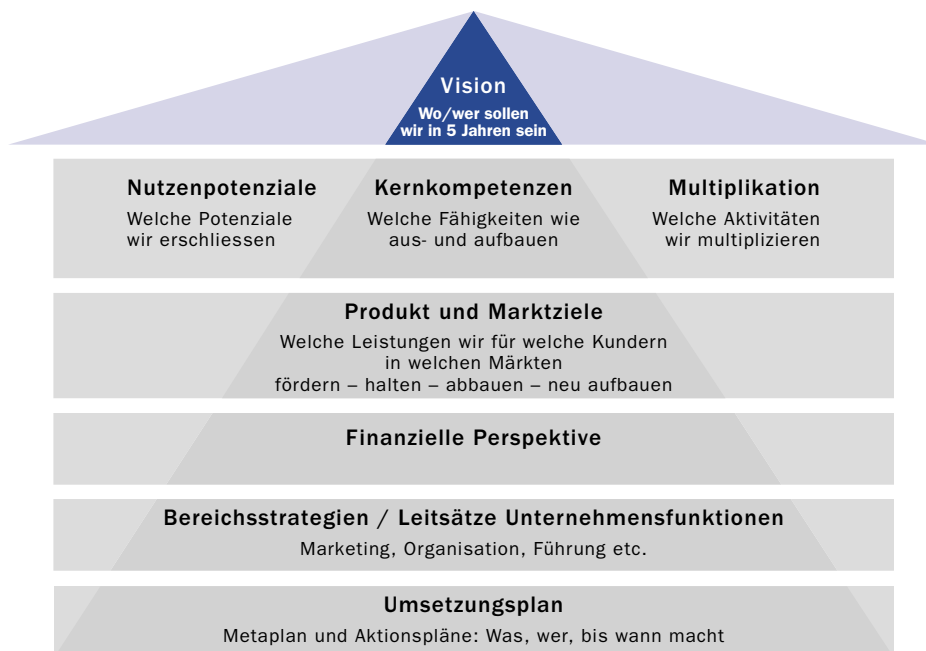 Vision
Wo/wer sollen
wir in 5 Jahren sein
Nutzenpotenziale
Welche Potenziale
wir erschliessen
Kernkompetenzen
Welche Fähigkeiten wie
aus- und aufbauen
Multiplikation
Welche Aktivitäten
wir multiplizieren
Produkt und Marktziele
Welche Leistungen wir für welche Kundern
in welchen Märkten
fördern – halten – abbauen – neu aufbauen
Finanzielle Perspektive
Bereichsstrategien / Leitsätze Unternehmensfunktionen
Marketing, Organisation, Führung etc.
Umsetzungsplan
Metaplan und Aktionspläne: Was, wer, bis wann macht